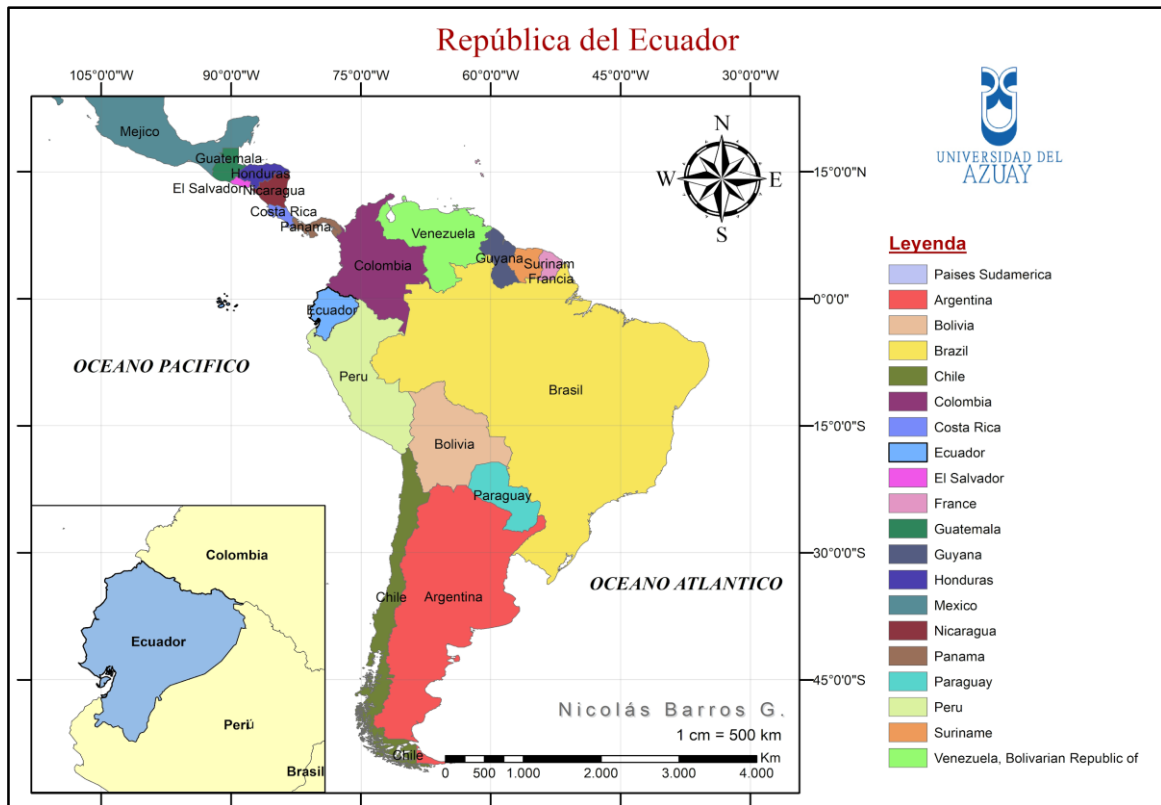 República del Ecuador
105°0'0"W
90°0'0"W
75°0'0"W
60°0'0"W
45°0'0"W
30°0'0"W
UNIVERSIDAD DEL
AZUAY
N
W
E
S
Mejico
Guatemala
Honduras
El Salvador
Nicaragua
Costa Rica
Panama
15°0'0"N
Venezuela
Guyana
Surinam
Francia
Colombia
0°0'0"
Ecuador
OCEANO PACIFICO
Peru
Brasil
15°0'0"S
Bolivia
Paraguay
30°0'0"S
OCEANO ATLANTICO
Chile
Argentina
45°0'0"S
Chile
Colombia
Ecuador
Perú
Brasil
Nicolás Barros G.
1 cm = 500 km
Km
0 500 1.000 2.000 3.000 4.000
Leyenda
Paises Sudamerica
Argentina
Bolivia
Brazil
Chile
Colombia
Costa Rica
Ecuador
El Salvador
France
Guatemala
Guyana
Honduras
Mexico
Nicaragua
Panama
Paraguay
Peru
Suriname
Venezuela, Bolivarian Republic of